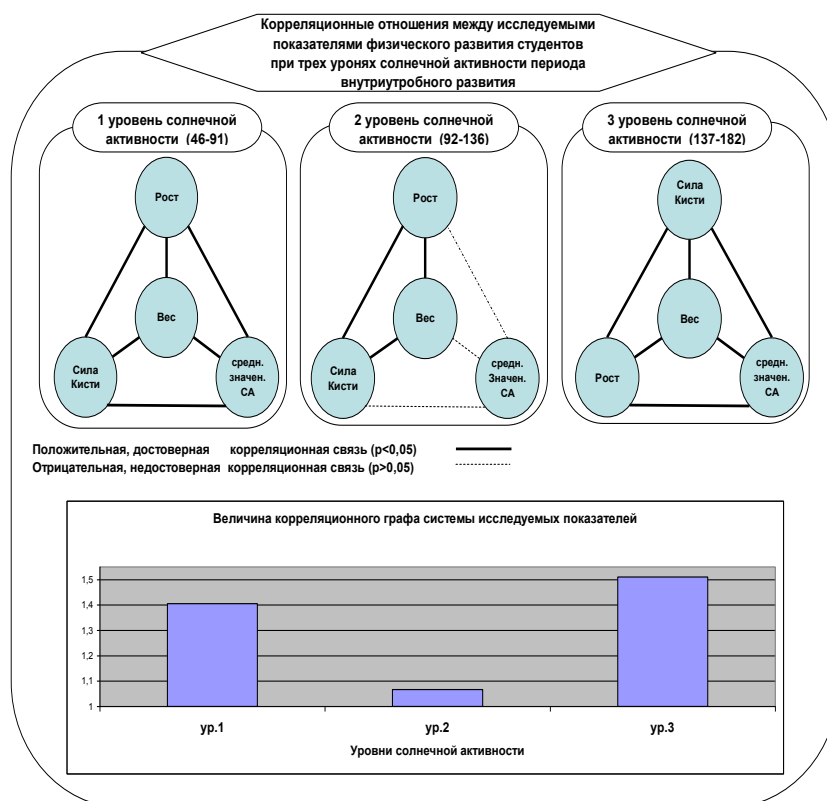 Корреляционные отношения между исследуемыми
показателями физического развития студентов
при трех уронях солнечной активности периода
внутриутробного развития
1 уровень солнечной
активности (46-91)
2 уровень солнечной
активности (92-136)
3 уровень солнечной
активности (137-182)
Рост
Вес
Сила
Кисти
средн.
значен.
СА
Рост
Вес
Сила
Кисти
средн.
Значен.
СА
Сила
Кисти
Вес
Рост
средн.
значен.
СА
Положительная, достоверная корреляционная связь (р<0,05)
Отрицательная, недостоверная корреляционная связь (р>0,05)
Величина корреляционного графа системы исследуемых показателей
1,5
1,4
1,3
1,2
1,1
1
ур.1
ур.2
ур.3
Уровни солнечной активности